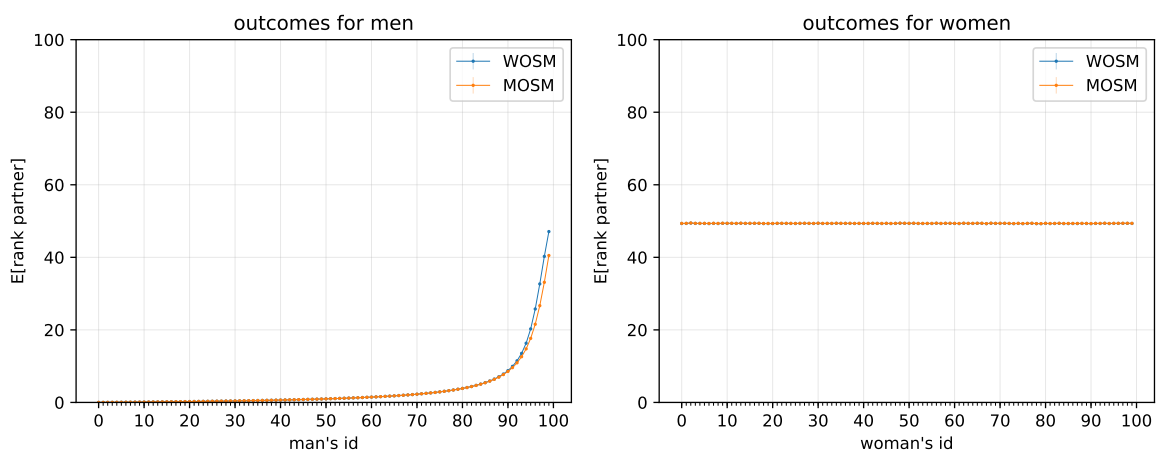 outcomes for men
100
80
60
40
20
0
E[rank partner]
WOSM
MOSM
0 10 20 30 40 50 60 70 80 90 100
man's id
outcomes for women
100
80
60
40
20
0
E[rank partner]
WOSM
MOSM
0 10 20 30 40 50 60 70 80 90 100
woman's id